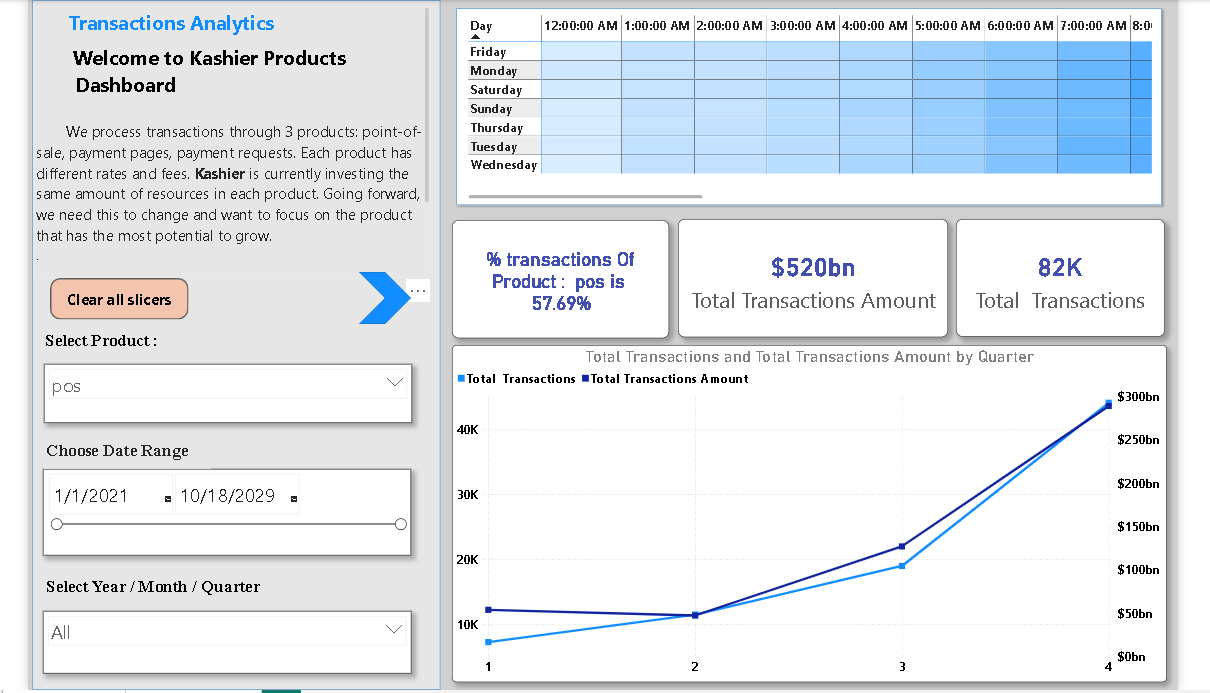 Transactions Analytics
Welcome to Kashier Products
Dashboard
We process transactions through 3 products: point-of-
sale, payment pages, payment requests. Each product has
different rates and fees. Kashier is currently investing the
same amount of resources in each product. Going forward,
we need this to change and want to focus on the product
that has the most potential to grow.
.
Clear all slicers
...
Select Product :
pos
Choose Date Range
1/1/2021 10/18/2029
Select Year / Month / Quarter
All
Day 12:00:00 AM 1:00:00 AM 2:00:00 AM 3:00:00 AM 4:00:00 AM 5:00:00 AM 6:00:00 AM 7:00:00 AM
Friday
Monday
Saturday
Sunday
Thursday
Tuesday
Wednesday
% transactions Of
Product : pos is
57.69%
$520bn
Total Transactions Amount
82K
Total Transactions
Total Transactions and Total Transactions Amount by Quarter
Total Transactions Total Transactions Amount
40K
30K
20K
10K
$300bn
$250bn
$200bn
$150bn
$100bn
$50bn
$0bn
1 2 3 4